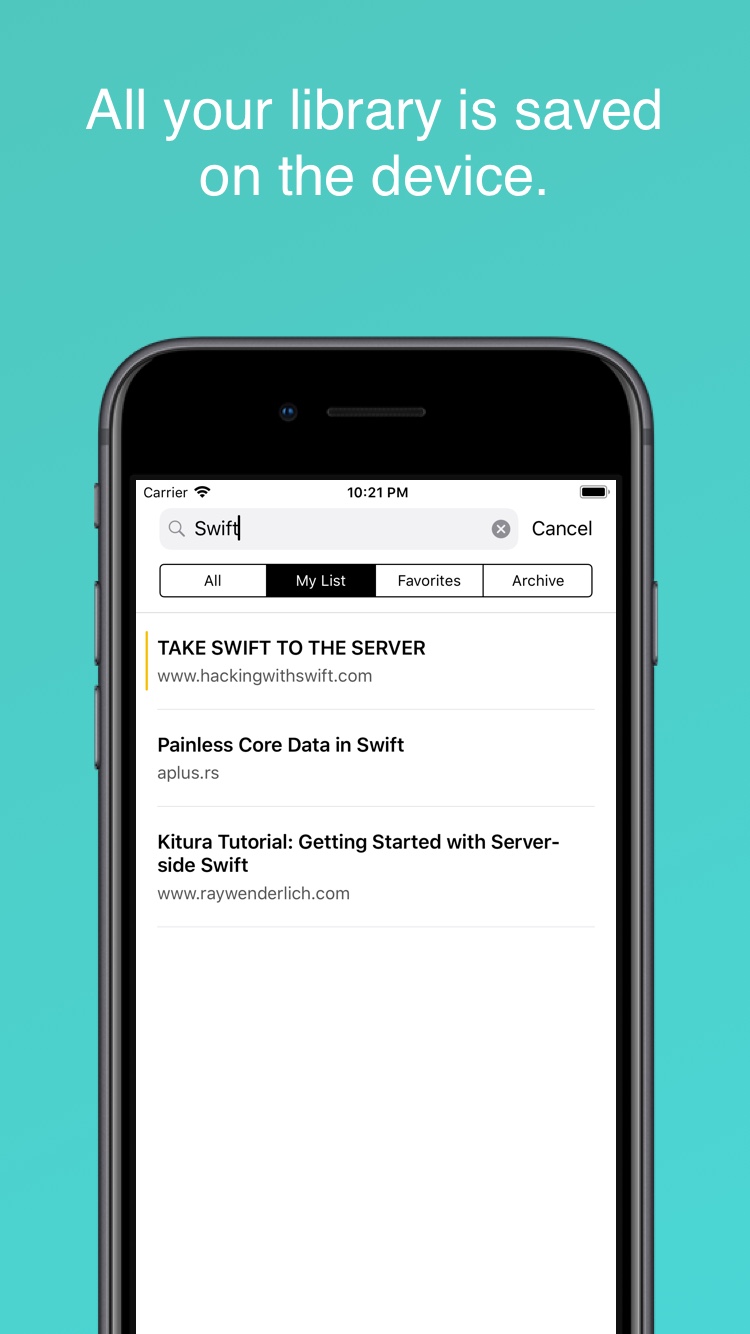 All your library is saved
on the device.
Carrier 10:21 PM
Swift Cancel
All My List Favorites Archive
TAKE SWIFT TO THE SERVER
www.hackingwithswift.com
Painless Core Data in Swift
aplus.rs
Kitura Tutorial: Getting Started with Server-
side Swift
www.raywenderlich.com